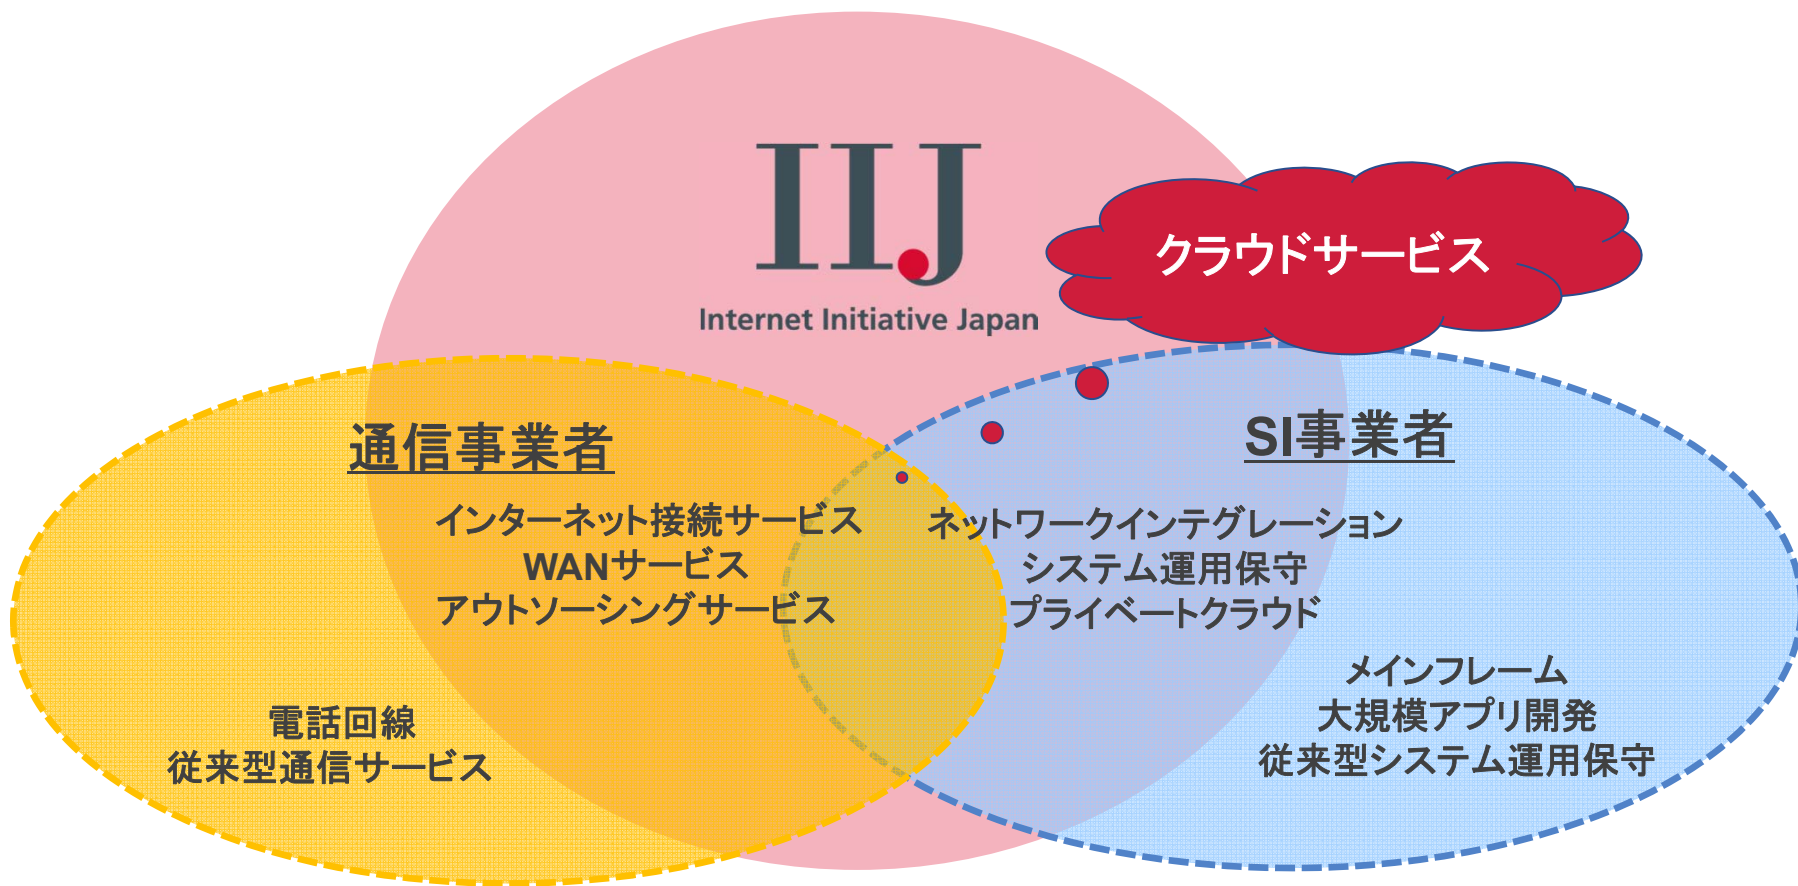 IIJ
Internet Initiative Japan
クラウドサービス
通信事業者
インターネット接続サービス
WANサービス
アウトソーシングサービス
電話回線
従来型通信サービス
SI事業者
ネットワークインテグレーション
システム運用保守
プライベートクラウド
メインフレーム
大規模アプリ開発
従来型システム運用保守